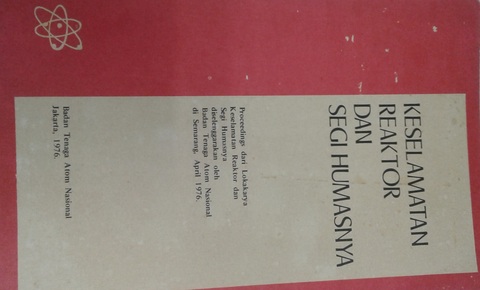 KESELAMATAN
REAKTOR
DAN
SEGI HUMASNYA
Proceedings dari Lokakarya
Keselamatan Reaktor dan
Segi Humasnya
diselenggarakan oleh
Badan Tenaga Atom Nasional
di Semarang, April 1976.
Badan Tenaga Atom Nasional
Jakarta, 1976.